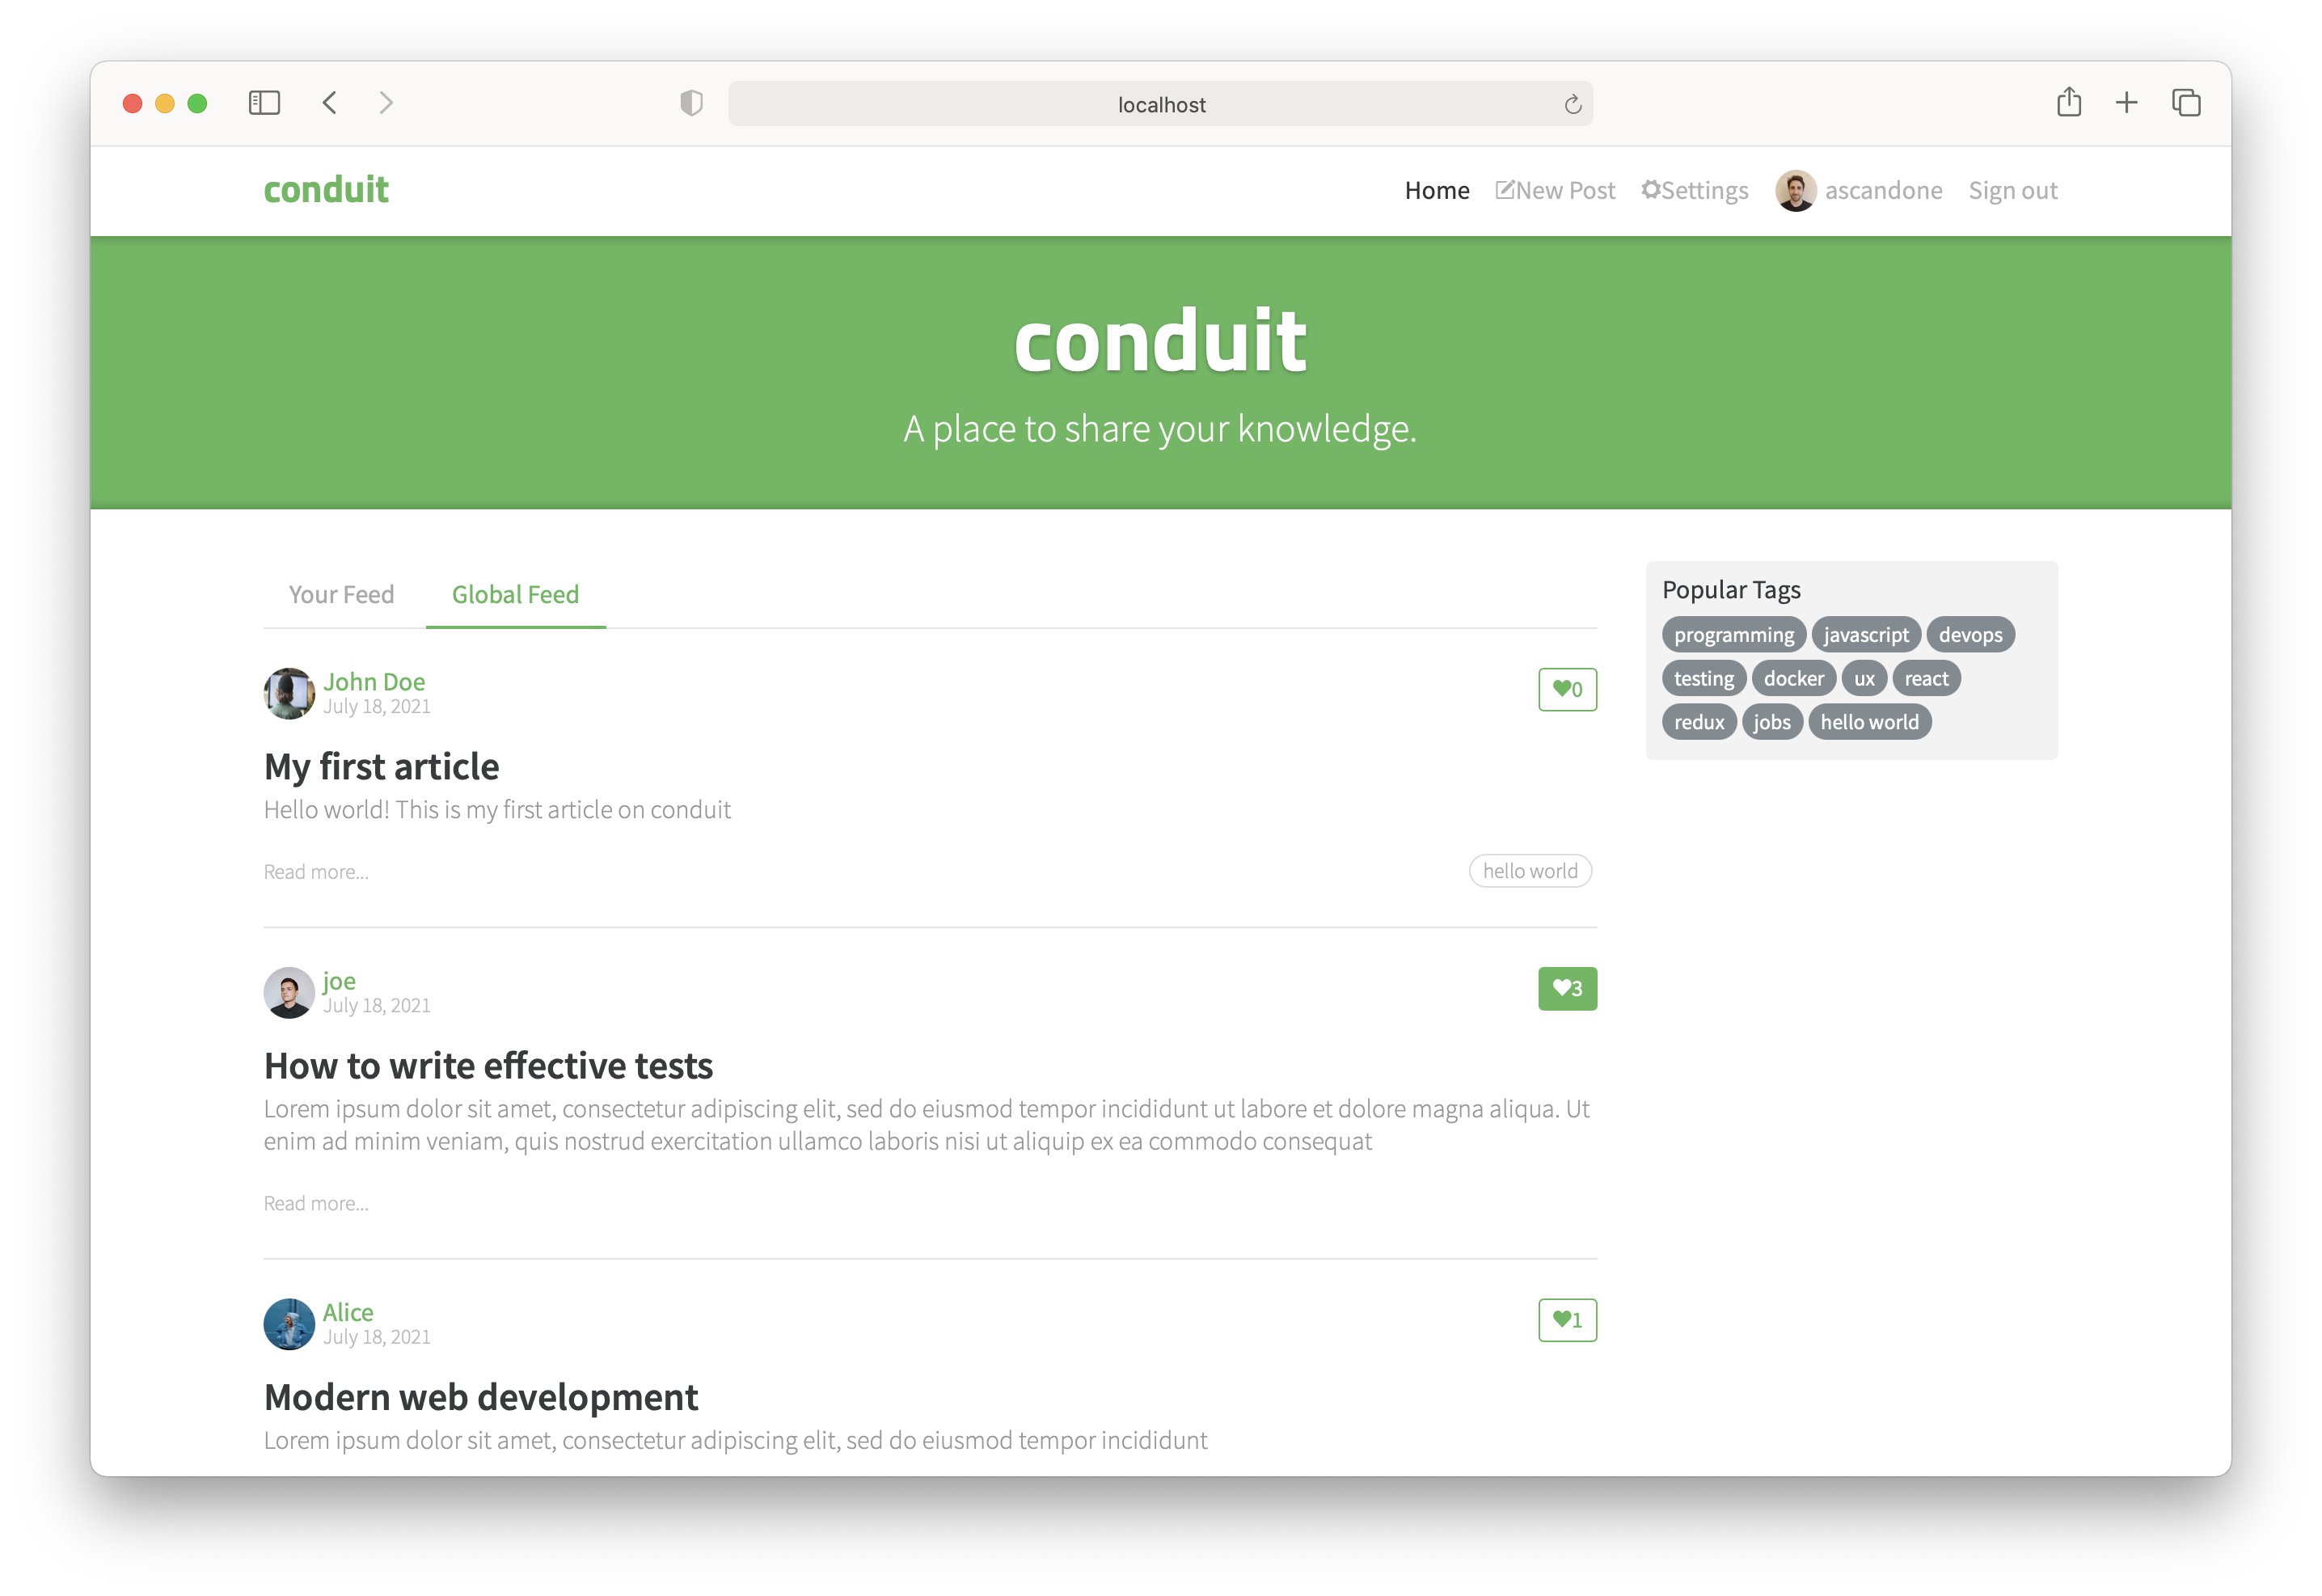 localhost
conduit
Home New Post Settings ascandone Sign out
conduit
A place to share your knowledge.
Your Feed Global Feed
John Doe
July 18, 2021
0
My first article
Hello world! This is my first article on conduit
Read more...
hello world
joe
July 18, 2021
3
How to write effective tests
Lorem ipsum dolor sit amet, consectetur adipiscing elit, sed do eiusmod tempor incididunt ut labore et dolore magna aliqua. Ut
enim ad minim veniam, quis nostrud exercitation ullamco laboris nisi ut aliquip ex ea commodo consequat
Read more...
Alice
July 18, 2021
1
Modern web development
Lorem ipsum dolor sit amet, consectetur adipiscing elit, sed do eiusmod tempor incididunt
Popular Tags
programming javascript devops
testing docker ux react
redux jobs hello world